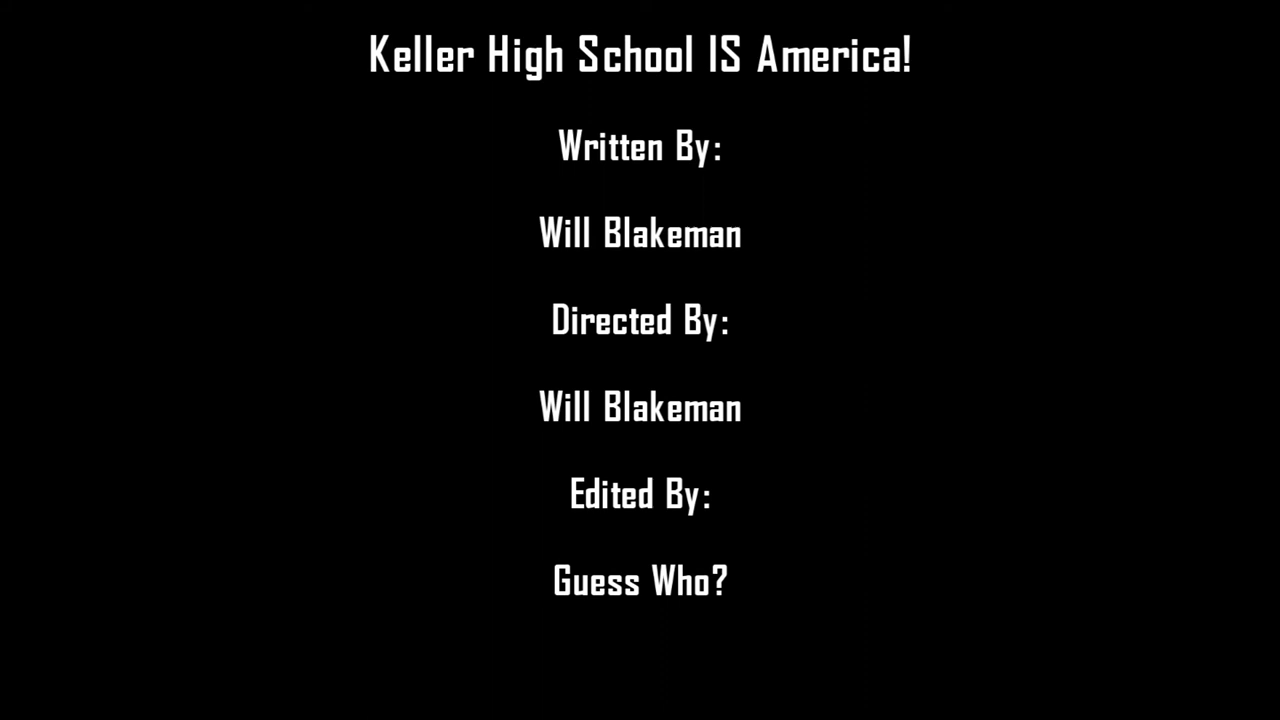 Keller High School IS America!
Written By:
Will Blakeman
Directed By:
Will Blakeman
Edited By:
Guess Who?